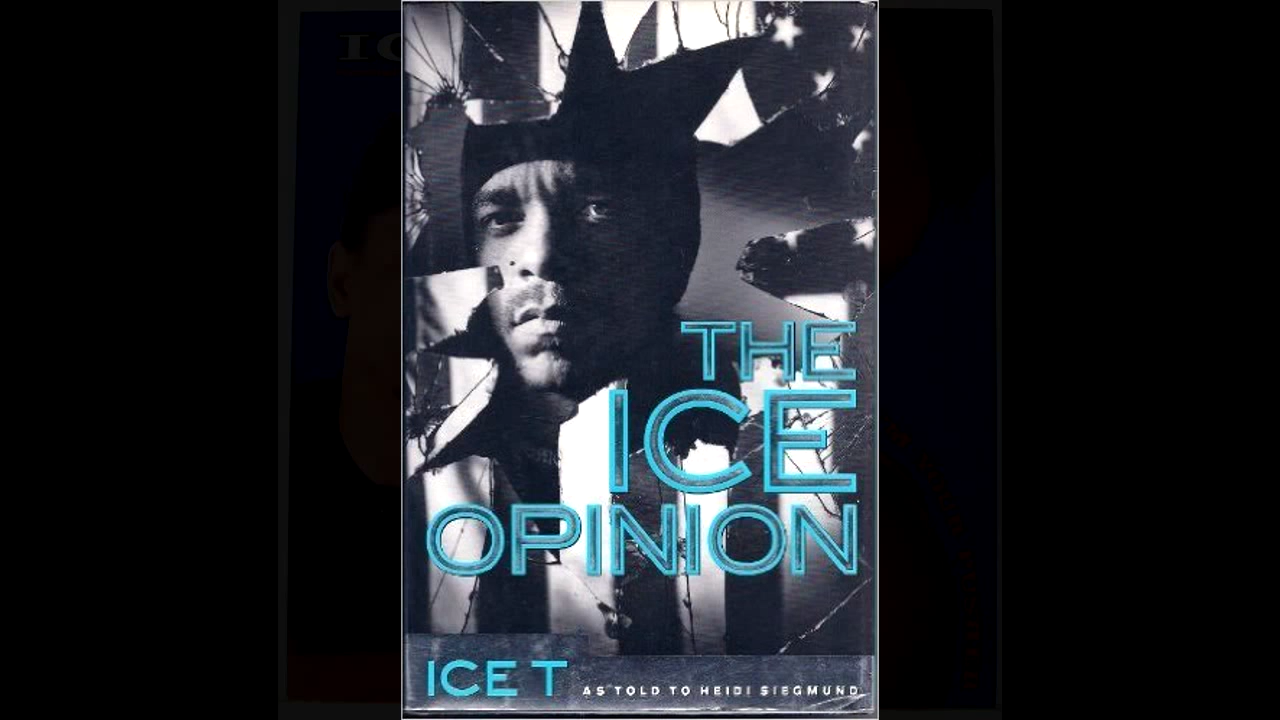 THE
ICE
OPINION
ICE T AS TOLD TO HEIDI SIEGMUND